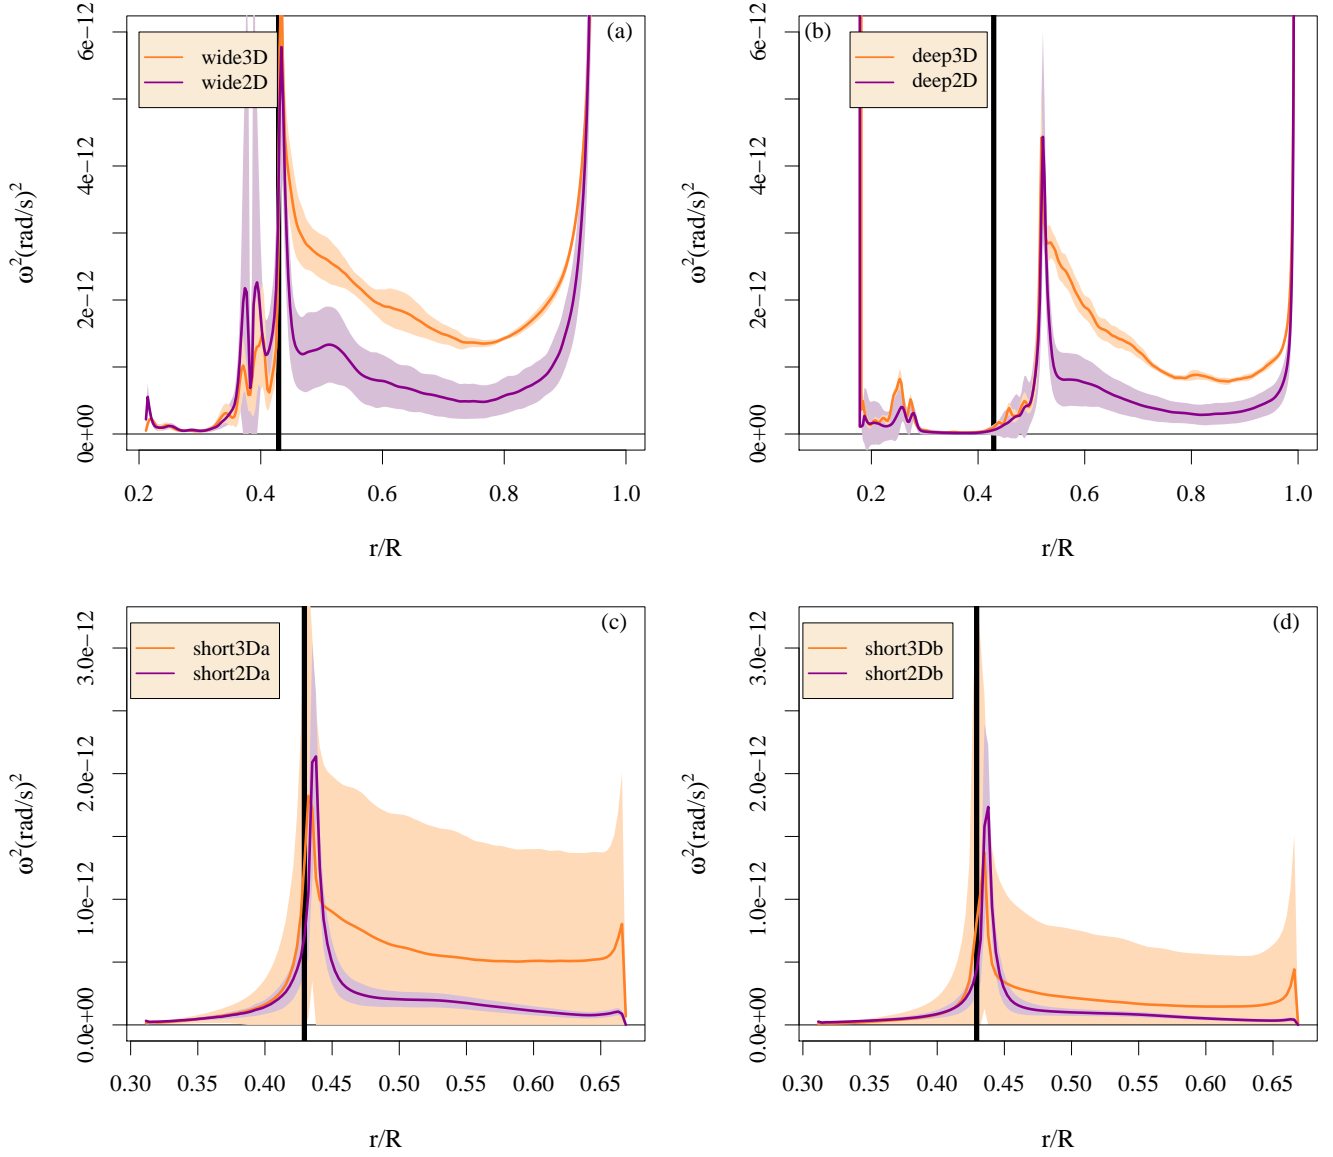 (a)
wide3D
wide2D
ω²(rad/s)²
0e+00 2e−12 4e−12 6e−12
0.2 0.4 0.6 0.8 1.0
r/R
(b)
deep3D
deep2D
ω²(rad/s)²
0e+00 2e−12 4e−12 6e−12
0.2 0.4 0.6 0.8 1.0
r/R
(c)
short3Da
short2Da
ω²(rad/s)²
0.0e+00 1.0e−12 2.0e−12 3.0e−12
0.30 0.35 0.40 0.45 0.50 0.55 0.60 0.65
r/R
(d)
short3Db
short2Db
ω²(rad/s)²
0.0e+00 1.0e−12 2.0e−12 3.0e−12
0.30 0.35 0.40 0.45 0.50 0.55 0.60 0.65
r/R